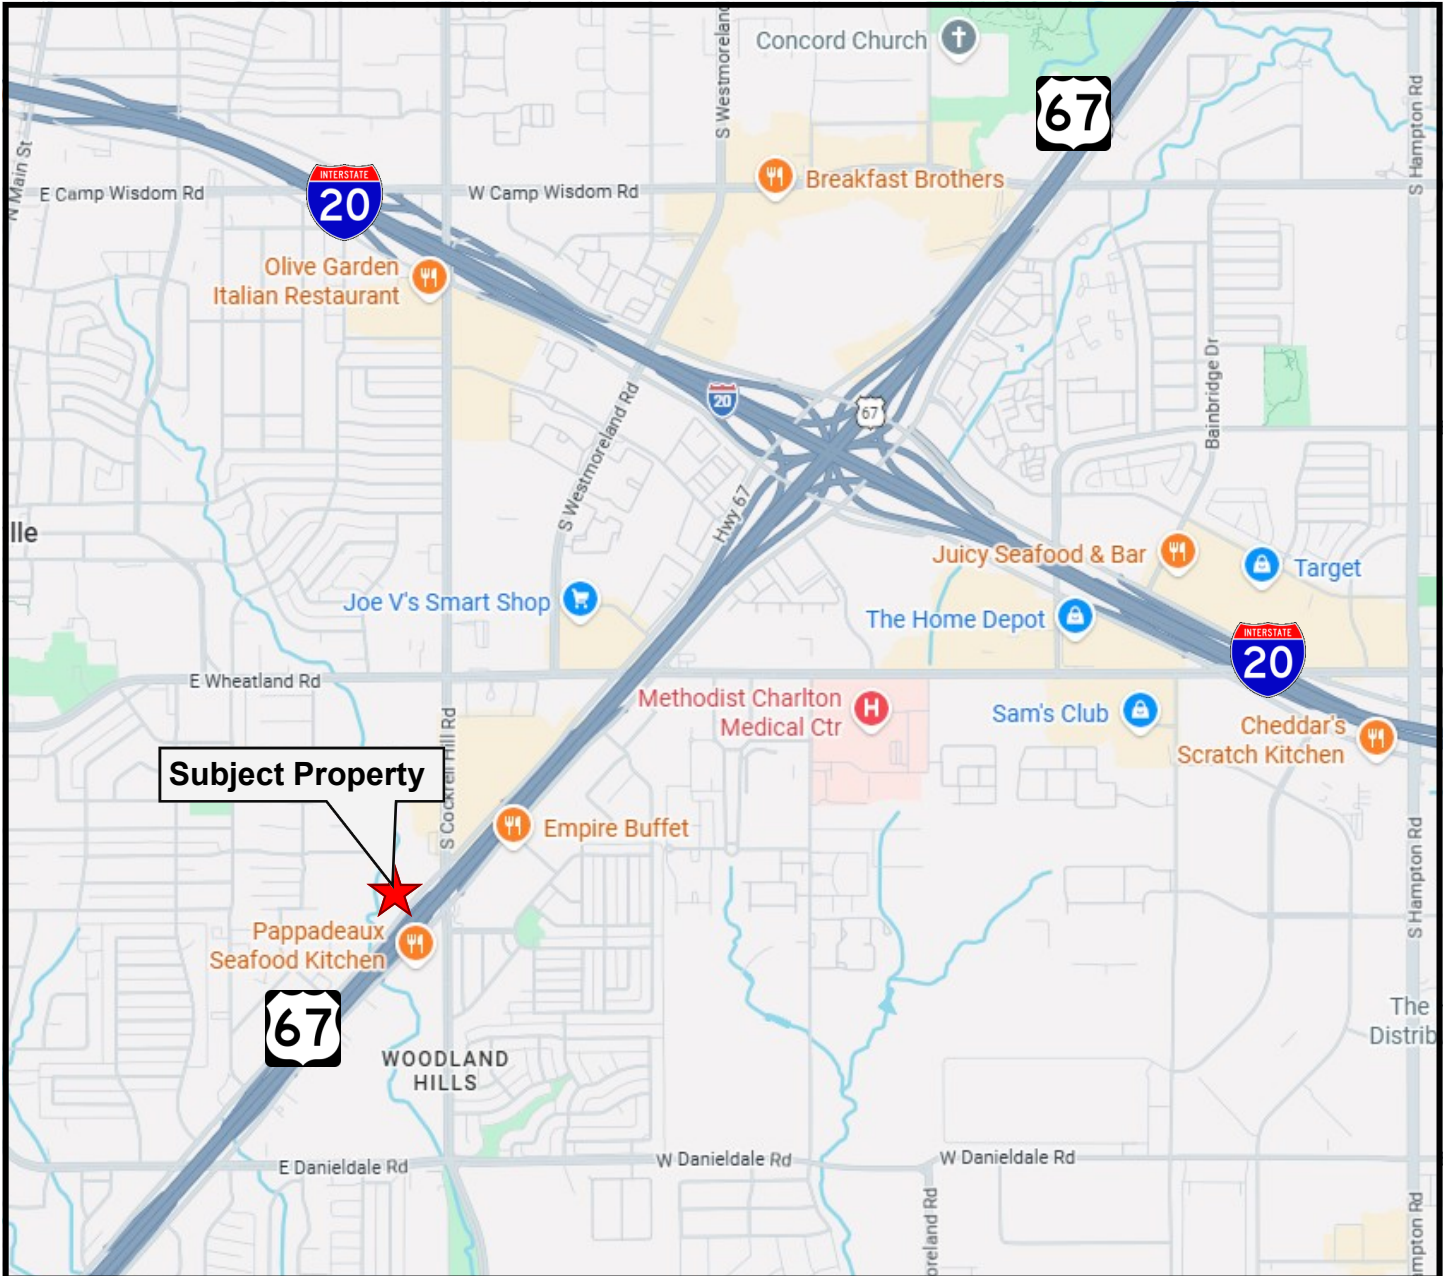 Concord Church
S Westmoreland
67
S Hampton Rd
N Main St
E Camp Wisdom Rd
INTERSTATE
20
W Camp Wisdom Rd
Breakfast Brothers
Olive Garden
Italian Restaurant
20
67
Bainbridge Dr
S Westmoreland Rd
Hwy 67
lle
Juicy Seafood & Bar
Target
Joe V's Smart Shop
The Home Depot
INTERSTATE
20
E Wheatland Rd
Methodist Charlton
Medical Ctr
H
Sam's Club
Cheddar's
Scratch Kitchen
Subject Property
S Cockrell Hill Rd
Empire Buffet
S Hampton Rd
Pappadeaux
Seafood Kitchen
67
The
Distrib
WOODLAND
HILLS
E Danieldale Rd
W Danieldale Rd
W Danieldale Rd
oreland Rd
ampton Rd